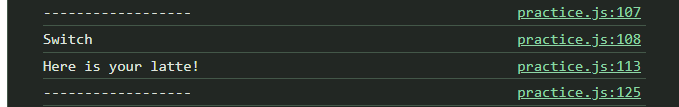 ------------------ practice.js:107
Switch practice.js:108
Here is your latte! practice.js:113
------------------ practice.js:125